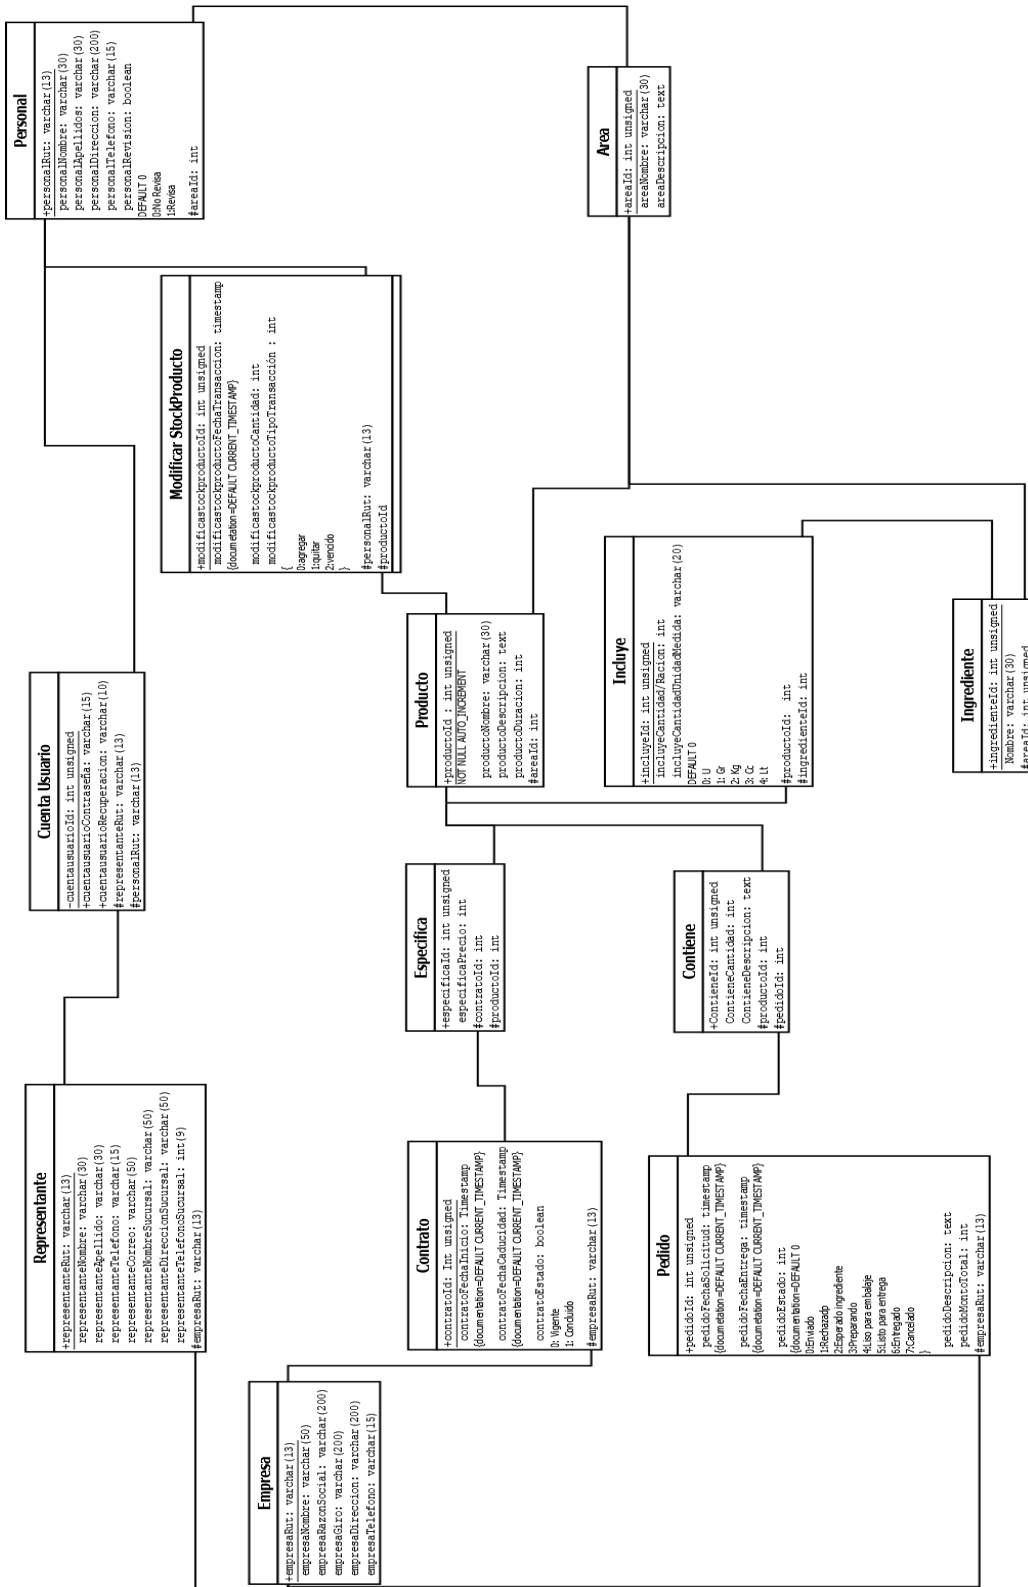 Personal
+personalRut: varchar(13)
personalNombre: varchar(30)
personalApellidos: varchar(30)
personalDireccion: varchar(200)
personalTelefono: varchar(15)
personalRevision: boolean
DEFAULT 0
0:No Revisa
1:Revisa
#areaId: int
Area
+areaId: int unsigned
areaNombre: varchar(30)
areaDescripcion: text
Modificar StockProducto
+modificastockproductoId: int unsigned
modificastockproductoFechaTransaccion: timestamp
{documetation=DEFAULT CURRENT_TIMESTAMP}
modificastockproductoCantidad: int
modificastockproductoTipoTransacción : int
{
0:agregar
1:quitar
2:vencido
}
#personalRut: varchar(13)
#productoId
Cuenta Usuario
-cuentausuarioId: int unsigned
+cuentausuarioContraseña: varchar(15)
+cuentausuarioRecuperacion: varchar(10)
#representanteRut: varchar(13)
#personalRut: varchar(13)
Producto
+productoId : int unsigned
NOT NULL AUTO_INCREMENT
productoNombre: varchar(30)
productoDescripcion: text
productoDuracion: int
#areaId: int
Incluye
+incluyeId: int unsigned
incluyeCantidad/Racion: int
incluyeCantidadUnidadMedida: varchar(20)
DEFAULT 0
0: U
1: Gr
2: Kg
3: Cc
4: Lt
#productoId: int
#ingredienteId: int
Ingrediente
+ingredienteId: int unsigned
Nombre: varchar(30)
#areaId: int unsigned
Especifica
+especificaId: int unsigned
especificaPrecio: int
#contratoId: int
#productoId: int
Contiene
+ContieneId: int unsigned
ContieneCantidad: int
ContieneDescripcion: text
#productoId: int
#pedidoId: int
Representante
+representanteRut: varchar(13)
representanteNombre: varchar(30)
representanteApellido: varchar(30)
representanteTelefono: varchar(15)
representanteCorreo: varchar(50)
representanteNombreSucursal: varchar(50)
representanteDireccionSucursal: varchar(50)
representanteTelefonoSucursal: int(9)
#empresaRut: varchar(13)
Contrato
+contratoId: Int unsigned
contratoFechaInicio: Timestamp
{documentation=DEFAULT CURRENT_TIMESTAMP}
contratoFechaCaducidad: Timestamp
{documentation=DEFAULT CURRENT_TIMESTAMP}
contratoEstado: boolean
0: Vigente
1: Concluido
#empresaRut: varchar(13)
Pedido
+pedidoId: int unsigned
pedidoFechaSolicitud: timestamp
{documetation=DEFAULT CURRENT_TIMESTAMP}
pedidoFechaEntrega: timestamp
{documetation=DEFAULT CURRENT_TIMESTAMP}
pedidoEstado: int
{documentation=DEFAULT 0
0:Enviado
1:Rechazadp
2:Esperado ingrediente
3:Preparando
4:Liso para embalaje
5:Listo para entrega
6:Entregado
7:Cancelado
}
pedidoDescripcion: text
pedidoMontoTotal: int
#empresaRut: varchar(13)
Empresa
+empresaRut: varchar(13)
empresaNombre: varchar(50)
empresaRazonSocial: varchar(200)
empresaGiro: varchar(200)
empresaDireccion: varchar(200)
empresaTelefono: varchar(15)